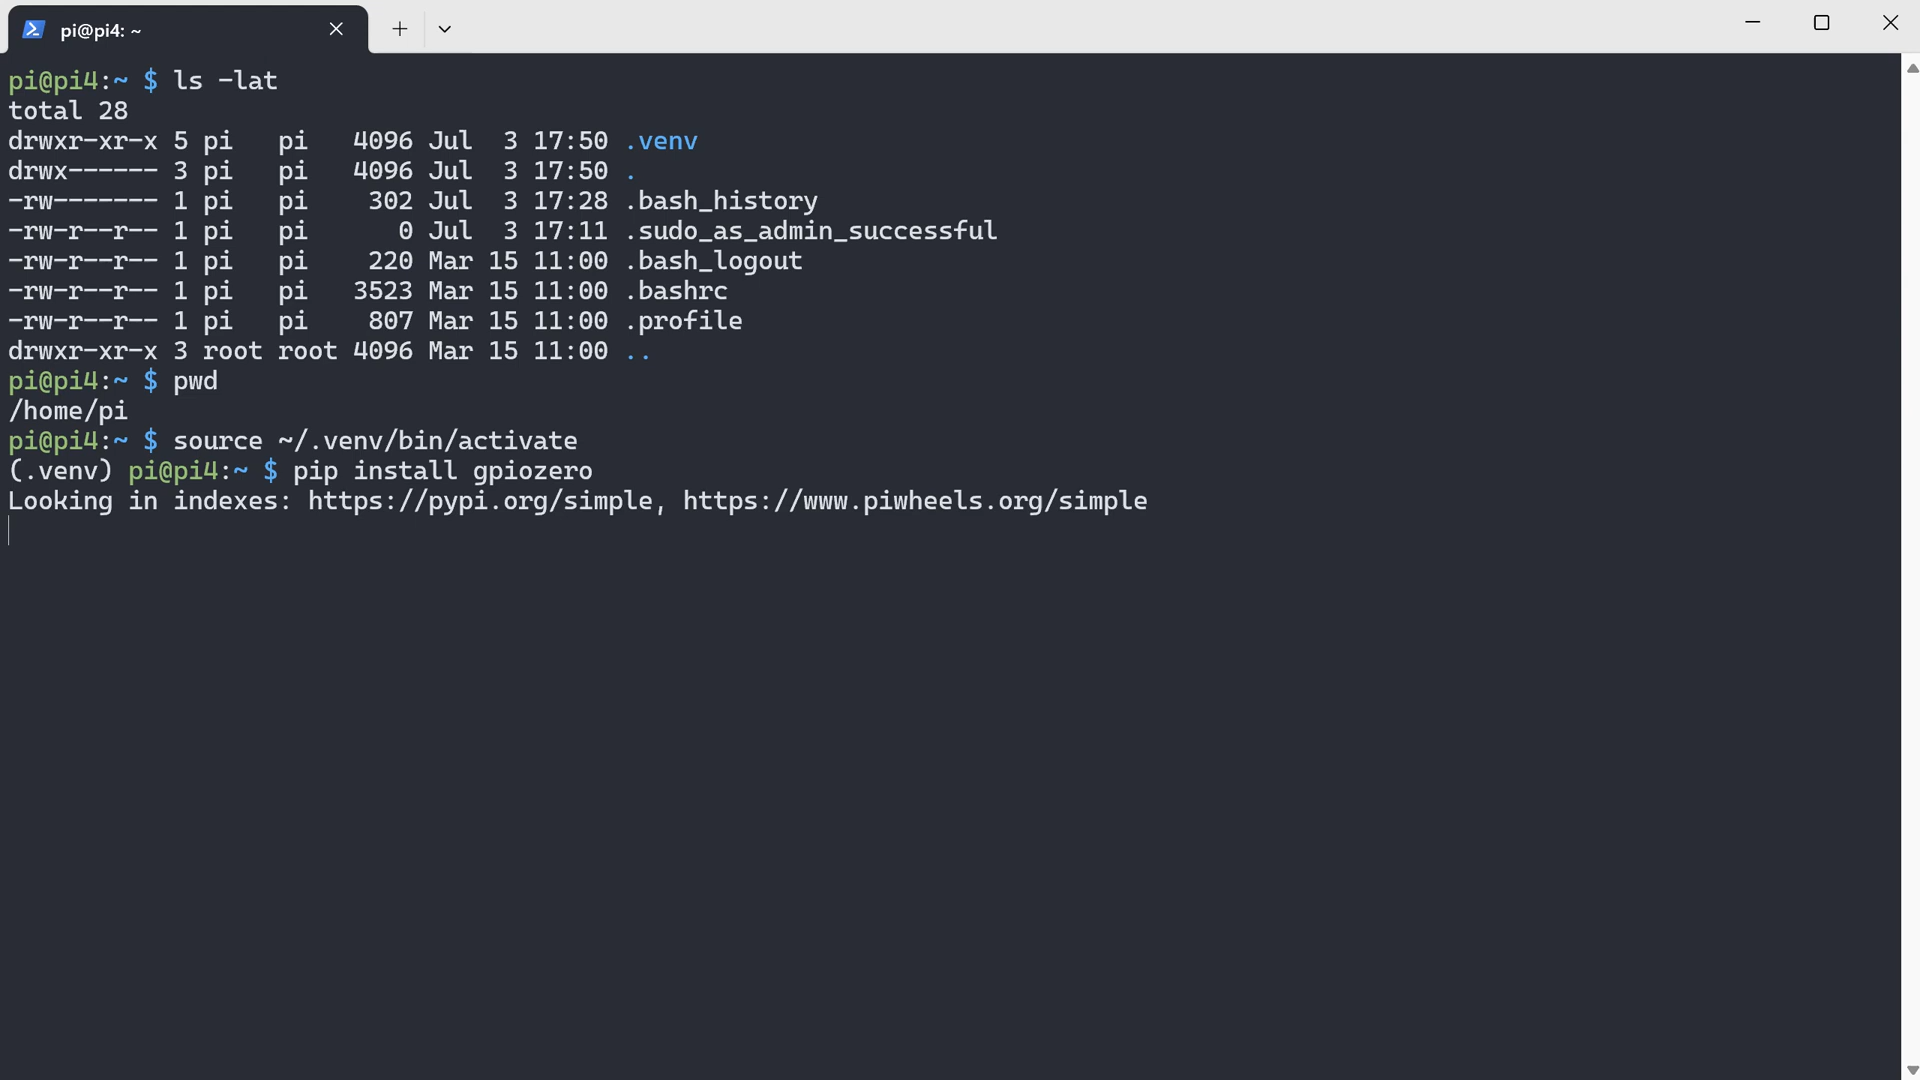 pi@pi4: ~
pi@pi4:~ $ ls -lat
total 28
drwxr-xr-x 5 pi   pi   4096 Jul  3 17:50 .venv
drwx------ 3 pi   pi   4096 Jul  3 17:50 .
-rw------- 1 pi   pi    302 Jul  3 17:28 .bash_history
-rw-r--r-- 1 pi   pi      0 Jul  3 17:11 .sudo_as_admin_successful
-rw-r--r-- 1 pi   pi    220 Mar 15 11:00 .bash_logout
-rw-r--r-- 1 pi   pi   3523 Mar 15 11:00 .bashrc
-rw-r--r-- 1 pi   pi    807 Mar 15 11:00 .profile
drwxr-xr-x 3 root root 4096 Mar 15 11:00 ..
pi@pi4:~ $ pwd
/home/pi
pi@pi4:~ $ source ~/.venv/bin/activate
(.venv) pi@pi4:~ $ pip install gpiozero
Looking in indexes: https://pypi.org/simple, https://www.piwheels.org/simple